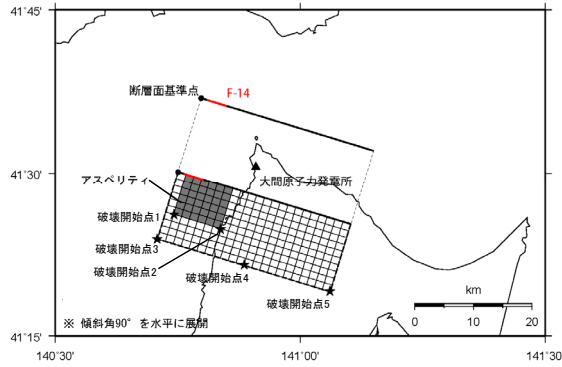 41°45'
断層面基準点
F-14
41°30'
アスペリティ
大間原子力発電所
破壊開始点1
破壊開始点3
破壊開始点2
破壊開始点4
破壊開始点5
km
0 10 20
※ 傾斜角90°を水平に展開
41°15'
140°30' 141°00' 141°30'